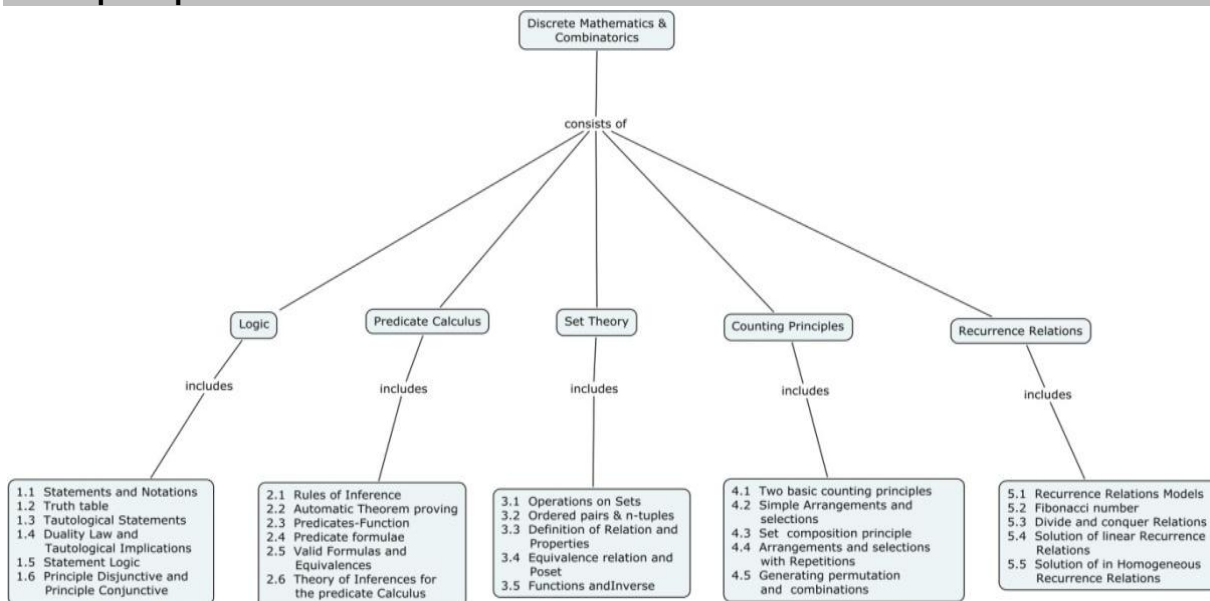 Discrete Mathematics &
Combinatorics
consists of
Logic
Predicate Calculus
Set Theory
Counting Principles
Recurrence Relations
includes
includes
includes
includes
includes
1.1 Statements and Notations
1.2 Truth table
1.3 Tautological Statements
1.4 Duality Law and
Tautological Implications
1.5 Statement Logic
1.6 Principle Disjunctive and
Principle Conjunctive
2.1 Rules of Inference
2.2 Automatic Theorem proving
2.3 Predicates-Function
2.4 Predicate formulae
2.5 Valid Formulas and
Equivalences
2.6 Theory of Inferences for
the predicate Calculus
3.1 Operations on Sets
3.2 Ordered pairs & n-tuples
3.3 Definition of Relation and
Properties
3.4 Equivalence relation and
Poset
3.5 Functions andInverse
4.1 Two basic counting principles
4.2 Simple Arrangements and
selections
4.3 Set composition principle
4.4 Arrangements and selections
with Repetitions
4.5 Generating permutation
and combinations
5.1 Recurrence Relations Models
5.2 Fibonacci number
5.3 Divide and conquer Relations
5.4 Solution of linear Recurrence
Relations
5.5 Solution of in Homogeneous
Recurrence Relations